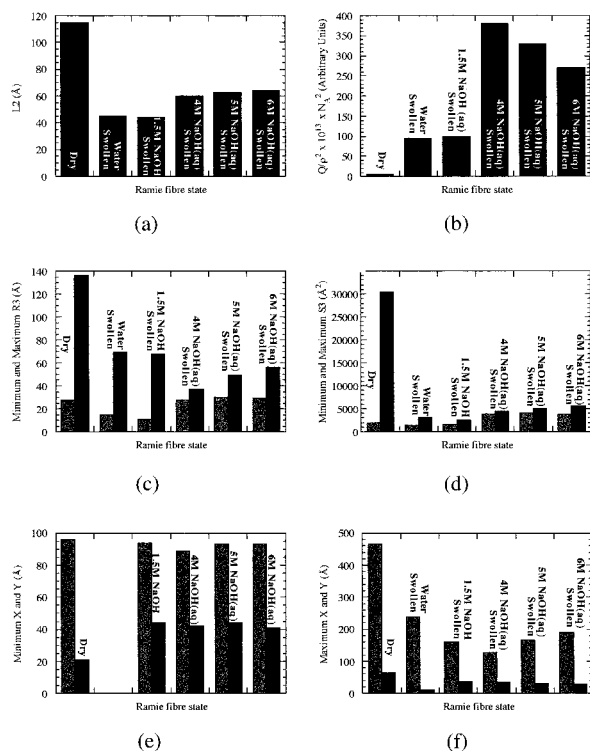 120
100
80
60
40
20
0
L2 (Å)
Dry
Water
Swollen
1.5M NaOH
Swollen
4M NaOH(aq)
Swollen
5M NaOH(aq)
Swollen
6M NaOH(aq)
Swollen
Ramie fibre state
(a)
400
350
300
250
200
150
100
50
0
Q/ρ² x 10¹³ x N_A² (Arbitrary Units)
Dry
Water
Swollen
1.5M NaOH (aq)
Swollen
4M NaOH(aq)
Swollen
5M NaOH(aq)
Swollen
6M NaOH(aq)
Swollen
Ramie fibre state
(b)
140
120
100
80
60
40
20
0
Minimum and Maximum R3 (Å)
Dry
Water
Swollen
1.5M NaOH
Swollen
4M NaOH(aq)
Swollen
5M NaOH(aq)
Swollen
6M NaOH(aq)
Swollen
Ramie fibre state
(c)
30000
25000
20000
15000
10000
5000
0
Minimum and Maximum S3 (Å²)
Dry
Water
Swollen
1.5M NaOH
Swollen
4M NaOH(aq)
Swollen
5M NaOH(aq)
Swollen
6M NaOH(aq)
Swollen
Ramie fibre state
(d)
100
80
60
40
20
0
Minimum X and Y (Å)
Dry
1.5M NaOH
4M NaOH(aq)
5M NaOH(aq)
6M NaOH(aq)
Ramie fibre state
(e)
500
400
300
200
100
0
Maximum X and Y (Å)
Dry
Water
Swollen
1.5M NaOH
Swollen
4M NaOH(aq)
Swollen
5M NaOH(aq)
Swollen
6M NaOH(aq)
Swollen
Ramie fibre state
(f)